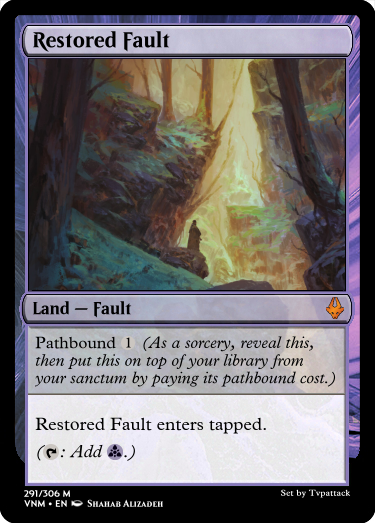 Restored Fault
Land — Fault
Pathbound 1 (As a sorcery, reveal this,
then put this on top of your library from
your sanctum by paying its pathbound cost.)
Restored Fault enters tapped.
(: Add .)
291/306 M
VNM • EN Shahab Alizadeh
Set by Tvpattack